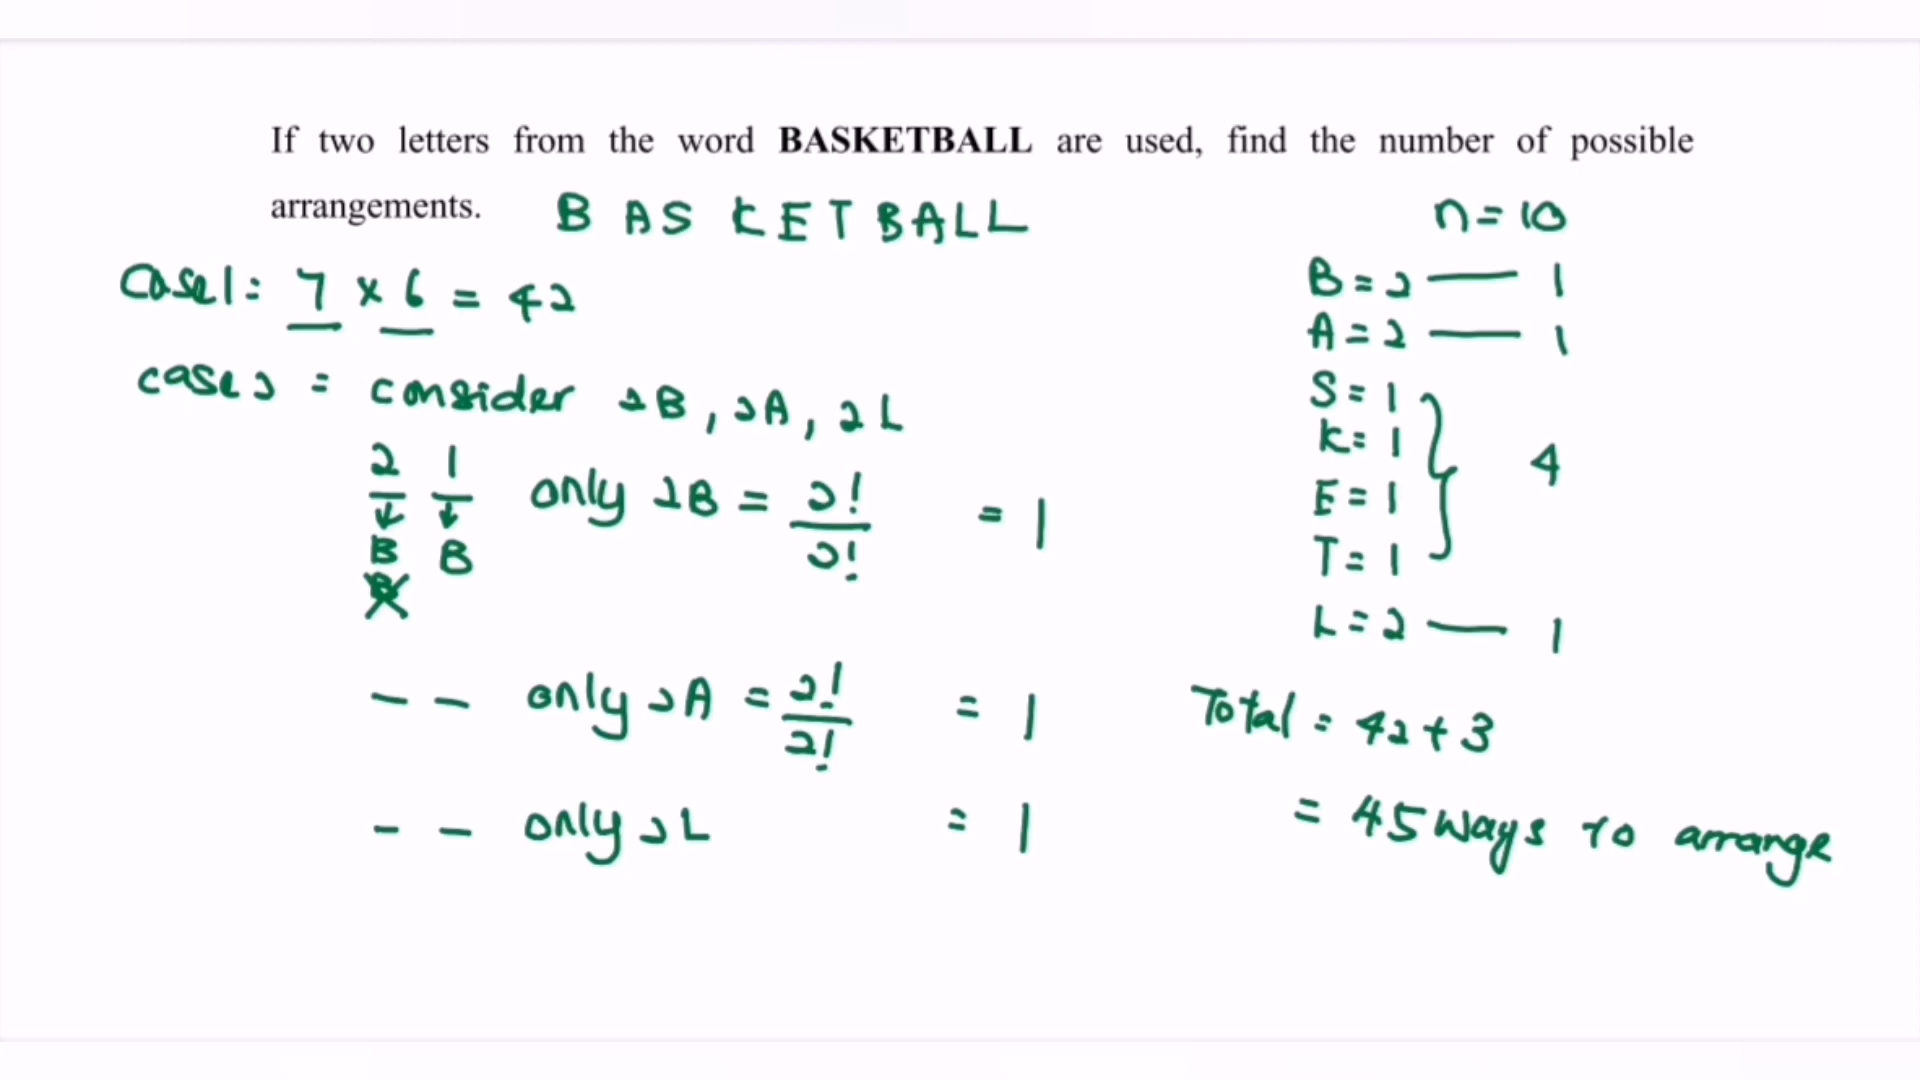 If two letters from the word BASKETBALL are used, find the number of possible
arrangements.
B A S K E T B A L L
n = 10
Case1: 7 x 6 = 42
case2 = consider 2B, 2A, 2L
2 1
B B
only 2B = 2!/2! = 1
- - only 2A = 2!/2! = 1
- - only 2L = 1
B = 2 — 1
A = 2 — 1
S = 1
K = 1
E = 1
T = 1
4
L = 2 — 1
Total = 42 + 3
= 45 ways to arrange